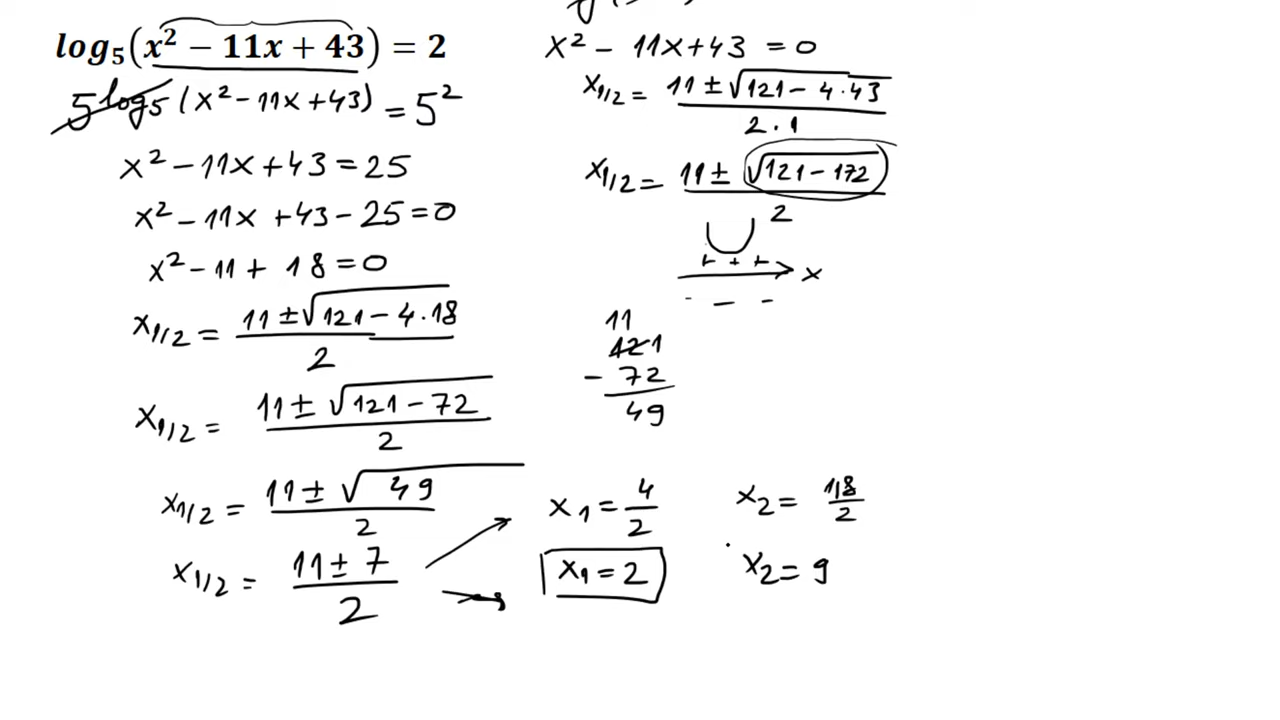 log₅(x² − 11x + 43) = 2
5^log₅ (x² − 11x + 43) = 5²
x² − 11x + 43 = 25
x² − 11x + 43 − 25 = 0
x² − 11 + 18 = 0
x₁/₂ = (11 ± √(121 − 4·18))/2
x₁/₂ = (11 ± √(121 − 72))/2
x₁/₂ = (11 ± √49)/2
x₁/₂ = (11 ± 7)/2
x² − 11x + 43 = 0
x₁/₂ = (11 ± √(121 − 4·43))/(2·1)
x₁/₂ = (11 ± √(121 − 172))/2
+ + +
x
− − −
11
121
− 72
49
x₁ = 4/2
x₁ = 2
x₂ = 18/2
x₂ = 9